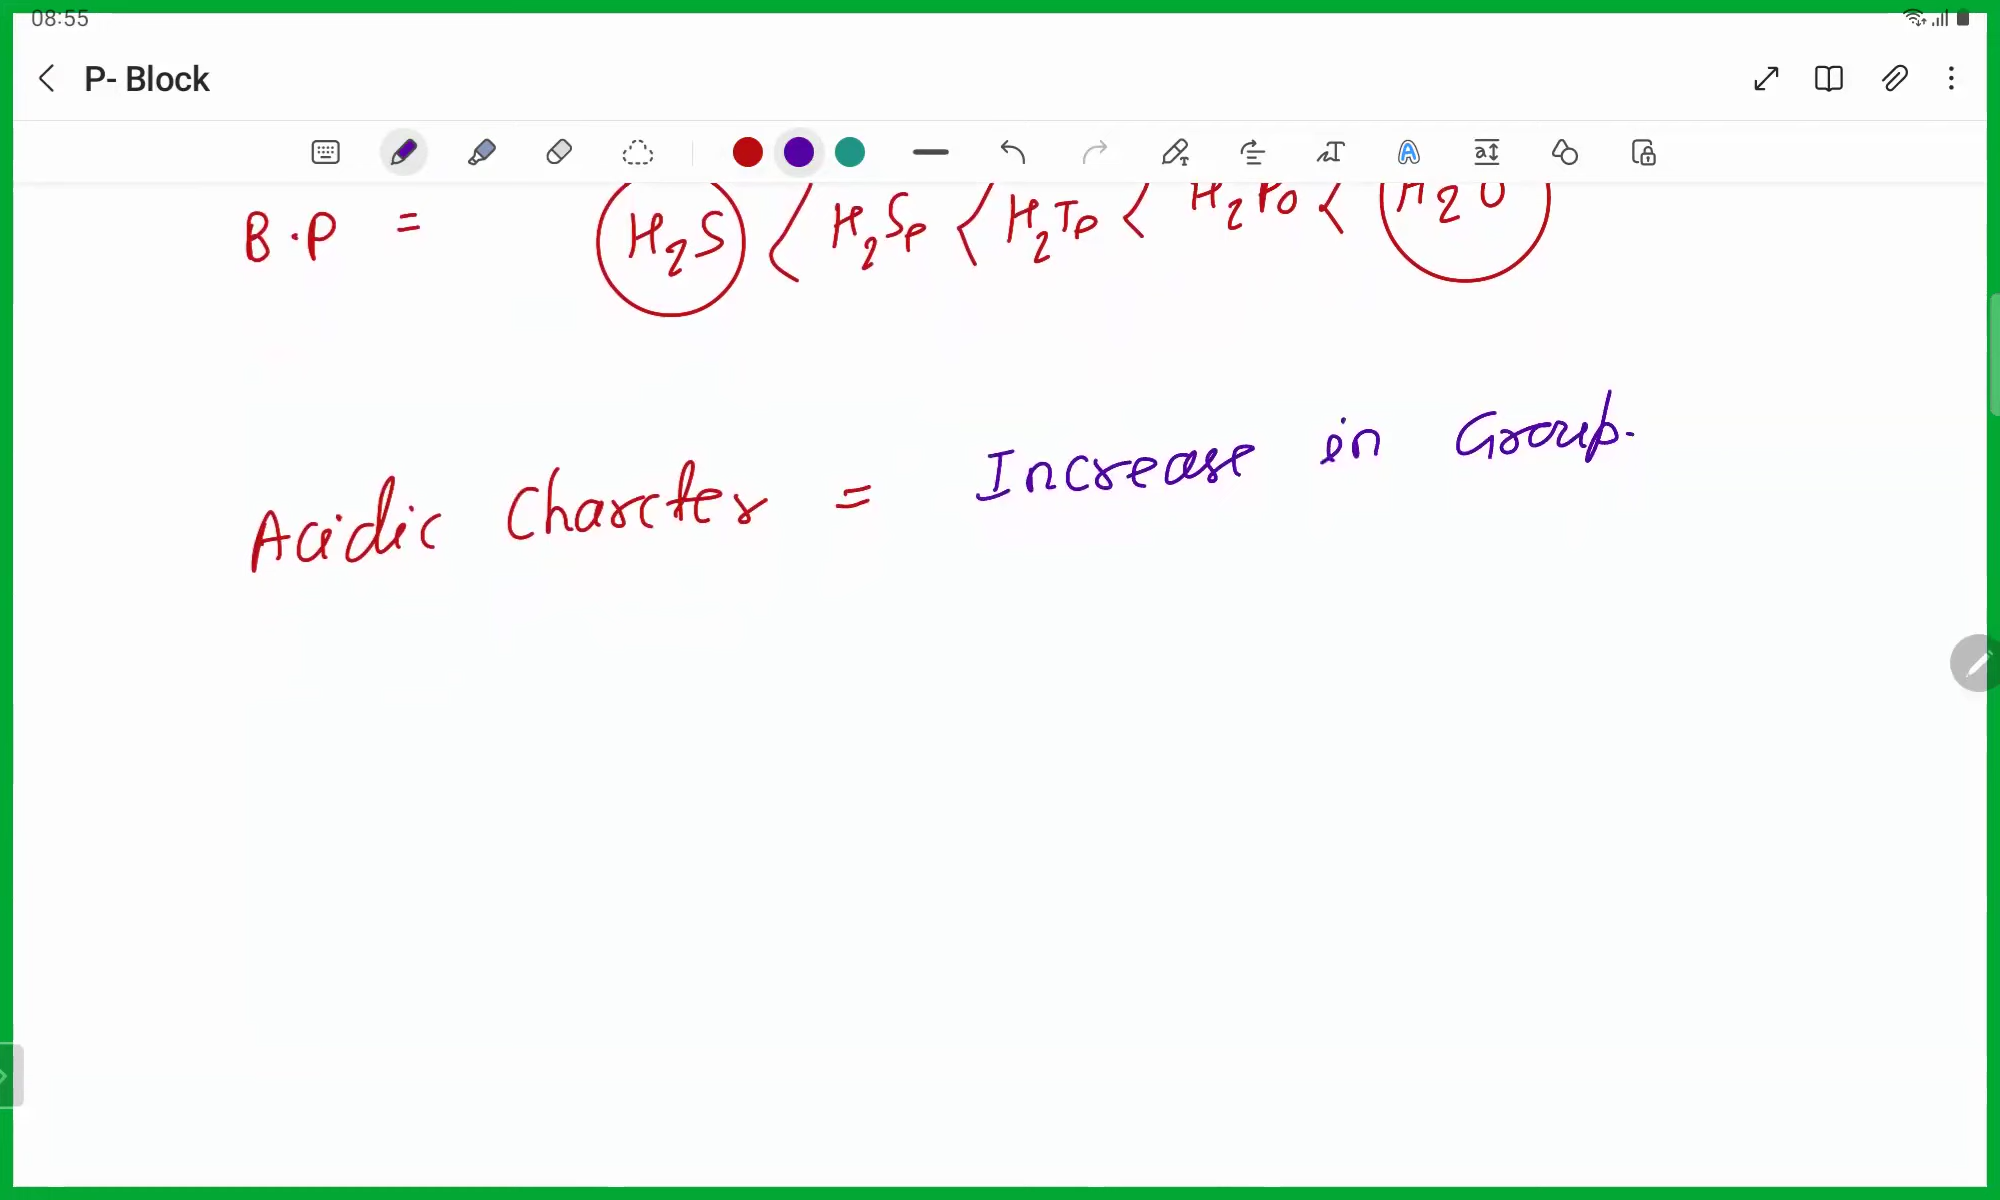 08:55
P- Block
B.P = H2S < H2Se < H2Te < H2Po < H2O
Acidic Charcter = Increase in Group.